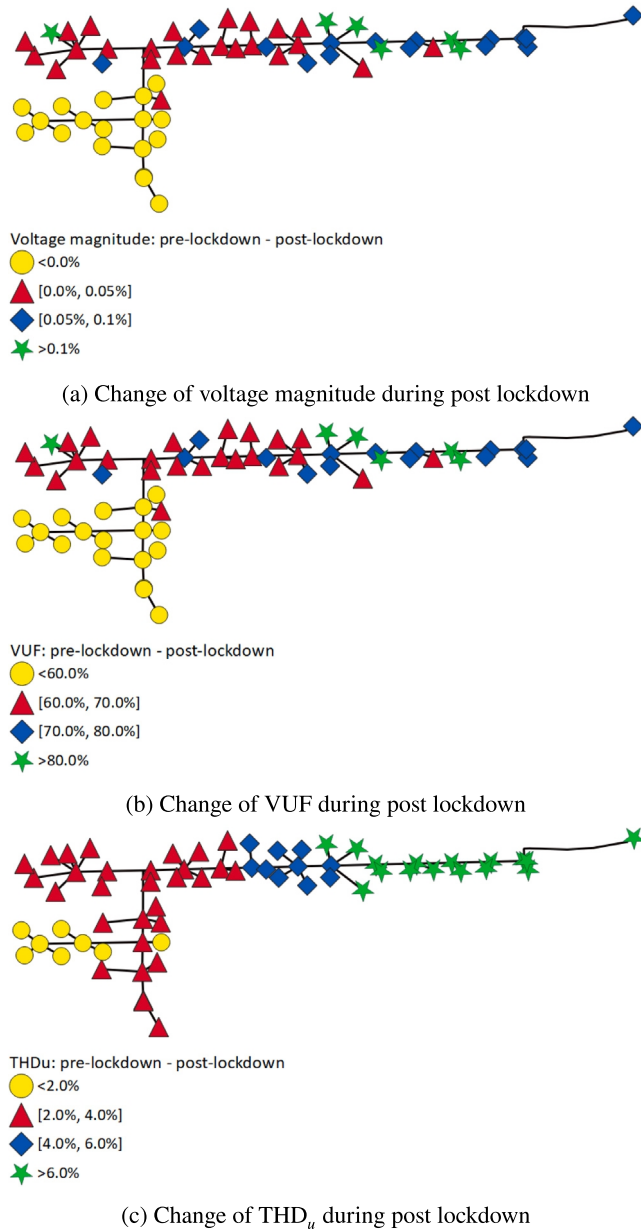 Voltage magnitude: pre-lockdown - post-lockdown
<0.0%
[0.0%, 0.05%]
[0.05%, 0.1%]
>0.1%
(a) Change of voltage magnitude during post lockdown
VUF: pre-lockdown - post-lockdown
<60.0%
[60.0%, 70.0%]
[70.0%, 80.0%]
>80.0%
(b) Change of VUF during post lockdown
THDu: pre-lockdown - post-lockdown
<2.0%
[2.0%, 4.0%]
[4.0%, 6.0%]
>6.0%
(c) Change of THDu during post lockdown